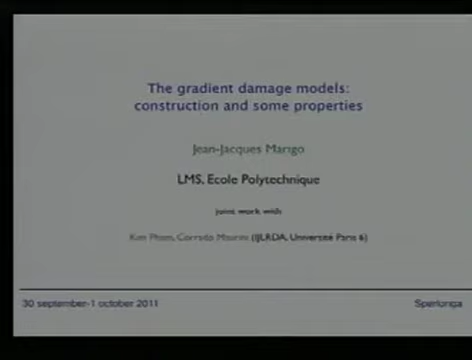 The gradient damage models:
construction and some properties
Jean-Jacques Marigo
LMS, Ecole Polytechnique
joint work with
Kim Pham, Corrado Maurini (IJLRDA, Université Paris 6)
30 september-1 october 2011
Sperlonga